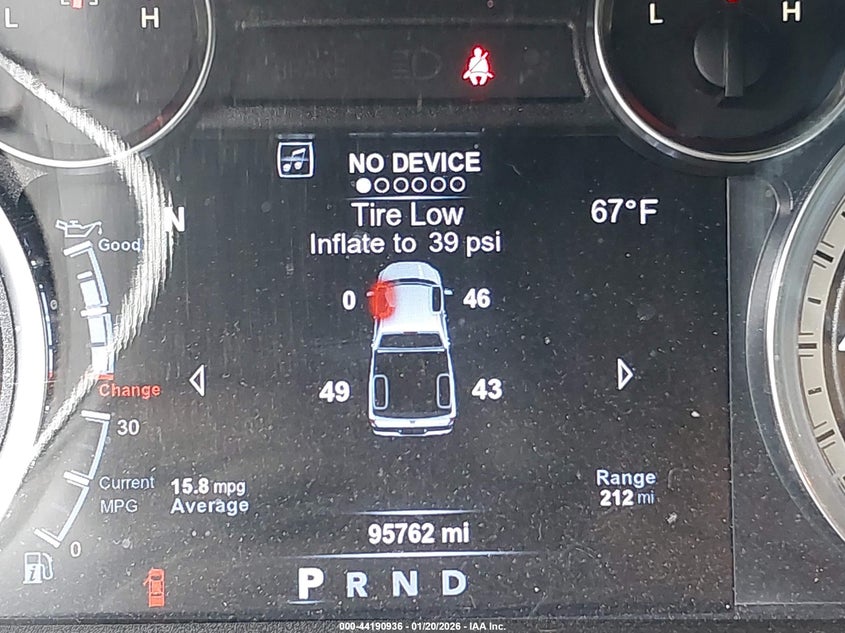 L H
L H
NO DEVICE
Tire Low
Inflate to 39 psi
67°F
N
Good
0 46
49 43
Change
30
Current MPG
0
15.8 mpg
Average
Range
212 mi
95762 mi
P R N D
000-44190936 - 01/20/2026 - IAA Inc.